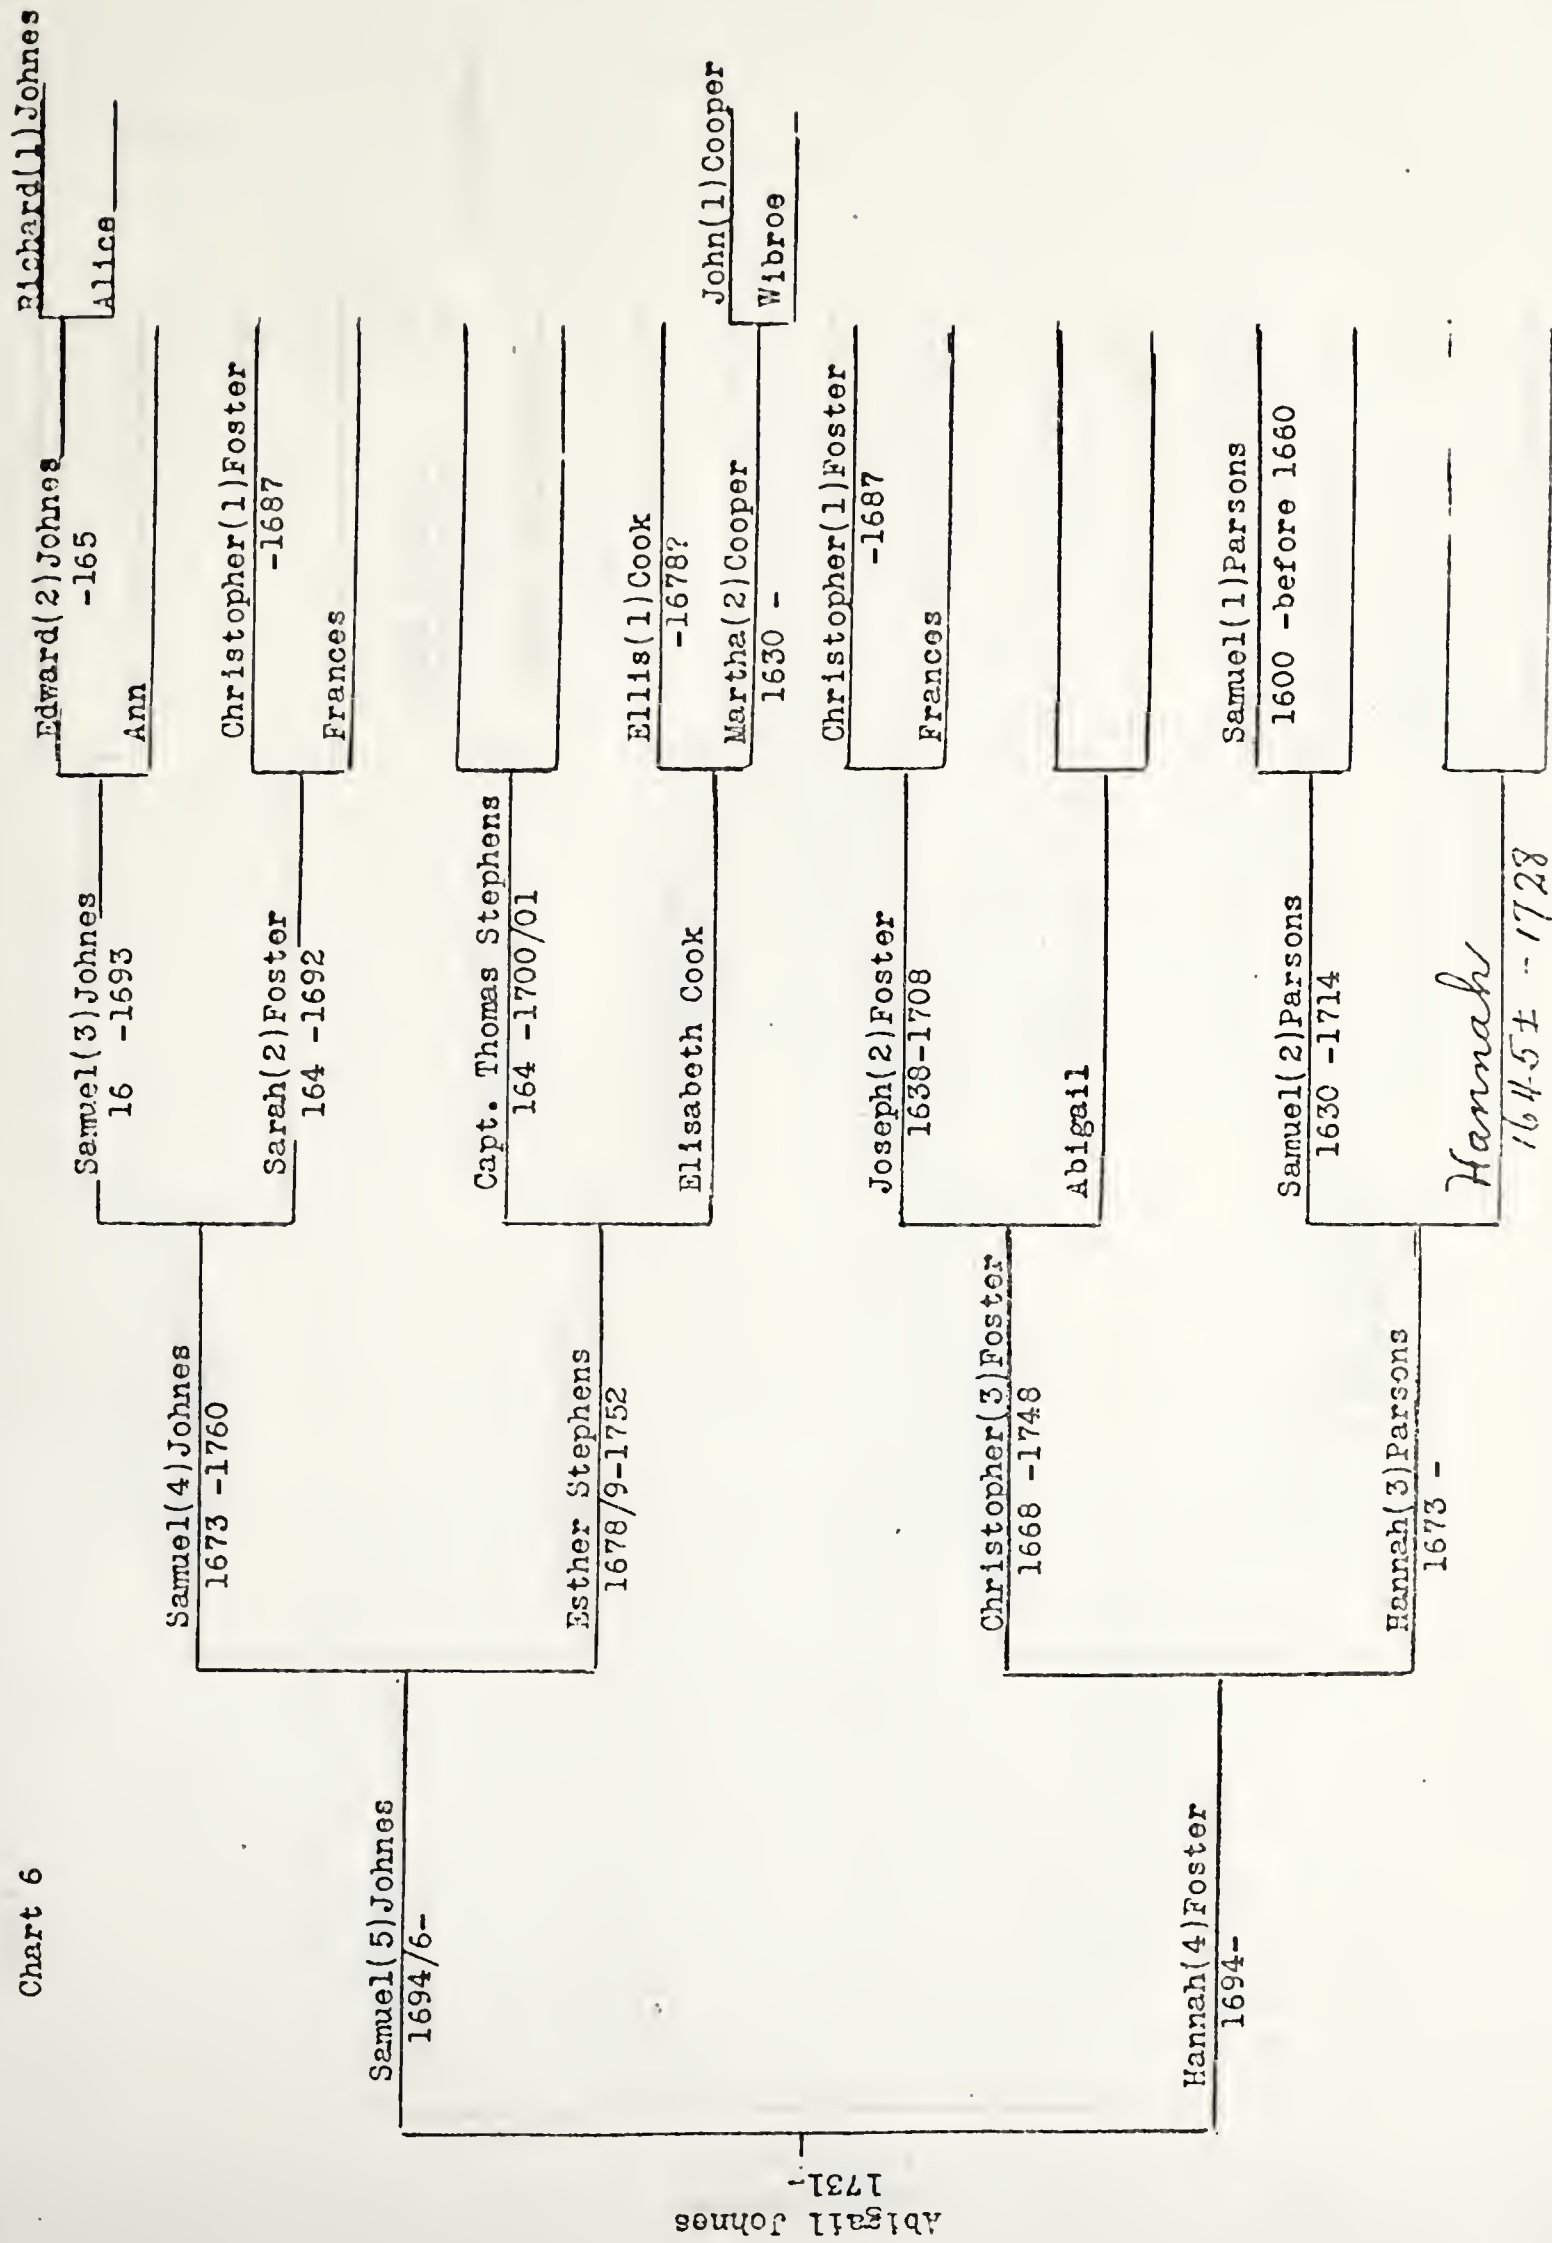 Chart 6
Abigail Johnes
1731-
Samuel(5)Johnes
1694/6-
Hannah(4)Foster
1694-
Samuel(4)Johnes
1673 -1760
Esther Stephens
1678/9-1752
Christopher(3)Foster
1668 -1748
Hannah(3)Parsons
1673 -
Samuel(3)Johnes
16 -1693
Sarah(2)Foster
164 -1692
Capt. Thomas Stephens
164 -1700/01
Elisabeth Cook
Joseph(2)Foster
1638-1708
Abigail
Samuel(2)Parsons
1630 -1714
Hannah
1645± -- 1728
Edward(2)Johnes
-165
Ann
Christopher(1)Foster
-1687
Frances
Ellis(1)Cook
-1678?
Martha(2)Cooper
1630 -
Christopher(1)Foster
-1687
Frances
Samuel(1)Parsons
1600 -before 1660
Richard(1)Johnes
Alice
John(1)Cooper
Wibroe